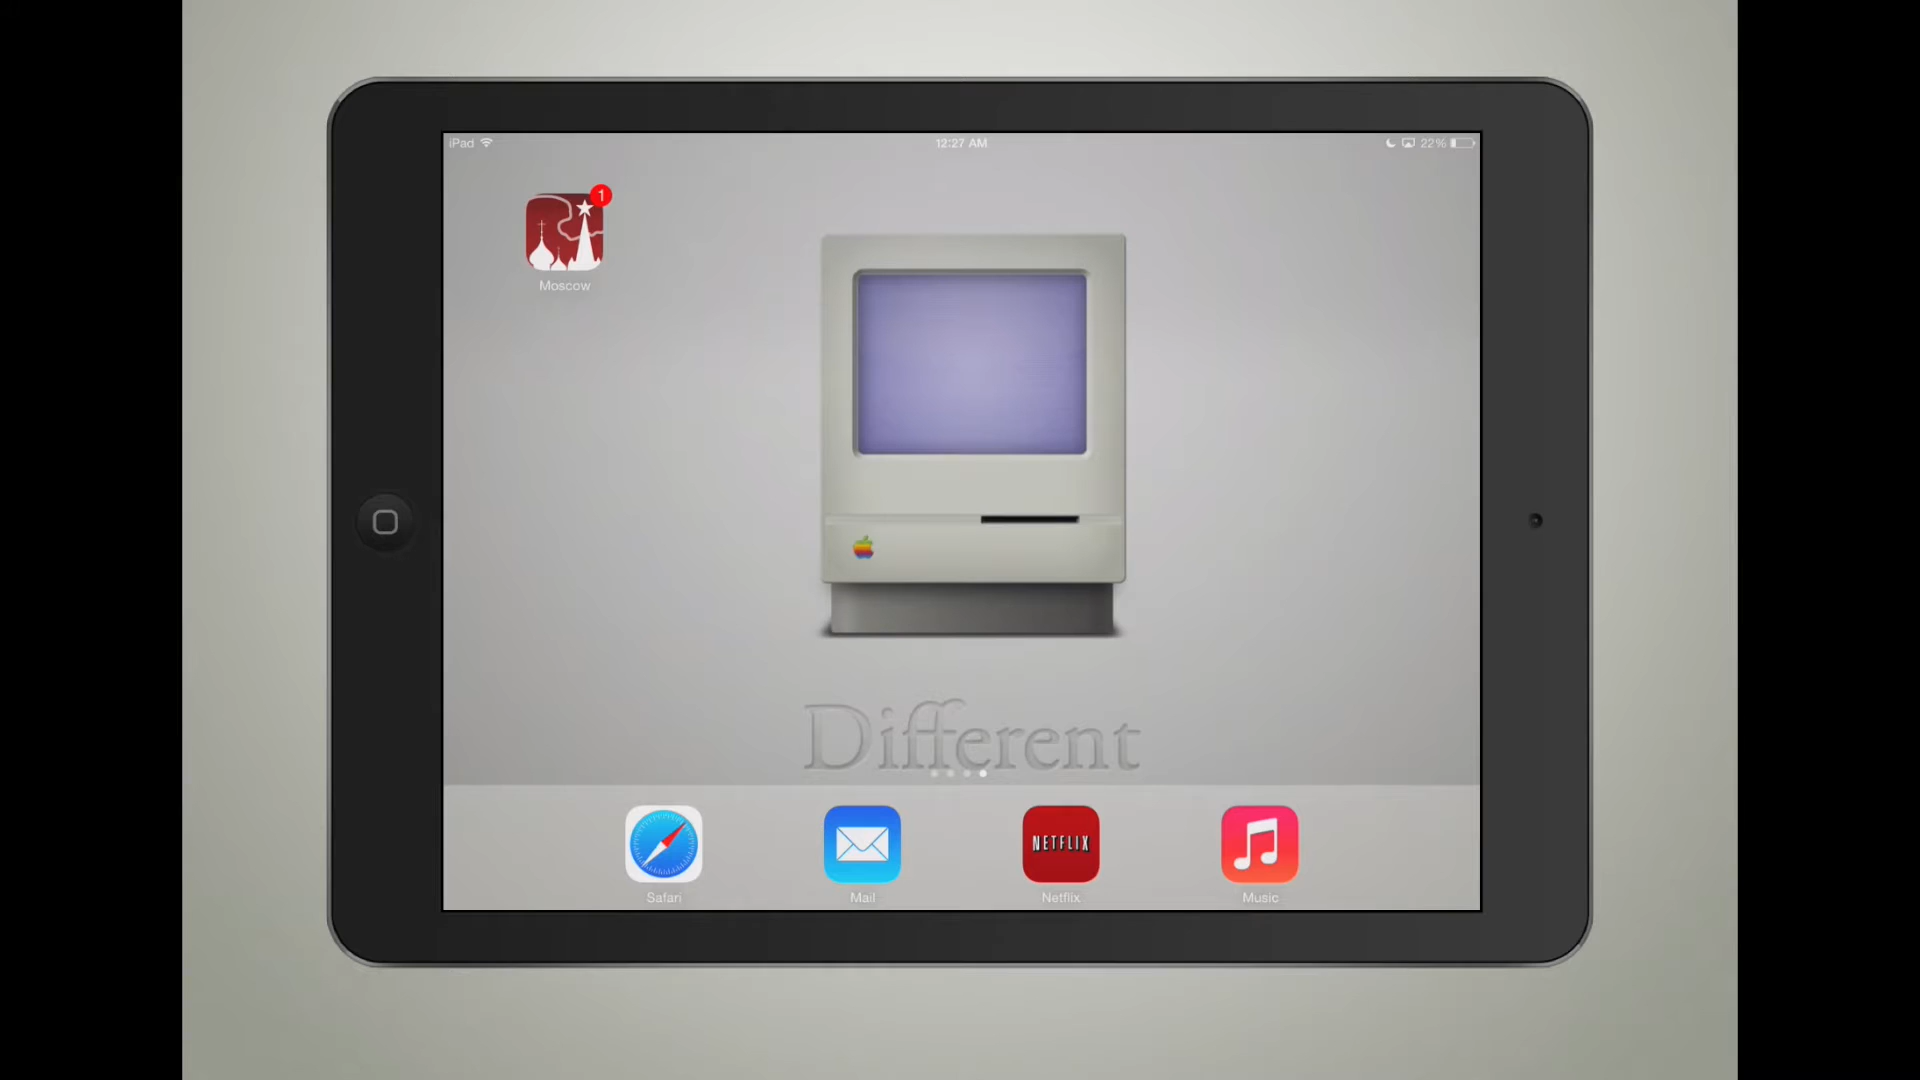 iPad 12:27 AM 22%
1
Moscow
Different
Safari Mail NETFLIX Music
Netflix